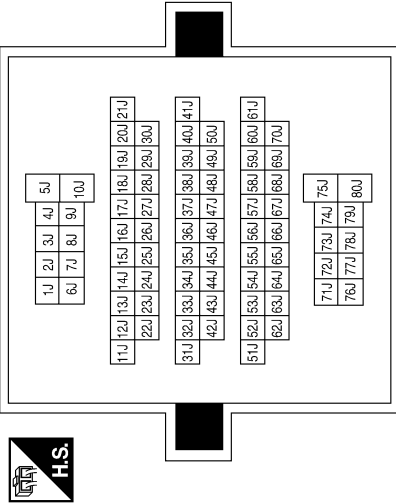 1J 2J 3J 4J 5J
6J 7J 8J 9J 10J
11J 12J 13J 14J 15J 16J 17J 18J 19J 20J 21J
22J 23J 24J 25J 26J 27J 28J 29J 30J
31J 32J 33J 34J 35J 36J 37J 38J 39J 40J 41J
42J 43J 44J 45J 46J 47J 48J 49J 50J
51J 52J 53J 54J 55J 56J 57J 58J 59J 60J 61J
62J 63J 64J 65J 66J 67J 68J 69J 70J
71J 72J 73J 74J 75J
76J 77J 78J 79J 80J
H.S.